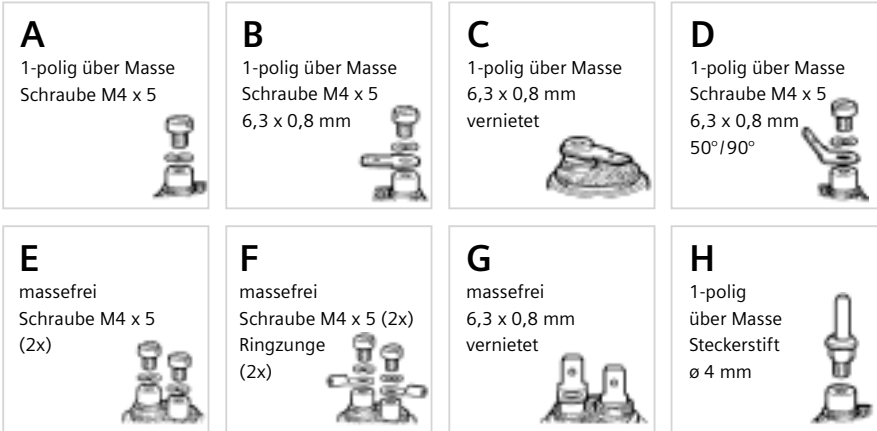 A
1-polig über Masse
Schraube M4 x 5
B
1-polig über Masse
Schraube M4 x 5
6,3 x 0,8 mm
C
1-polig über Masse
6,3 x 0,8 mm
vernietet
D
1-polig über Masse
Schraube M4 x 5
6,3 x 0,8 mm
50°/90°
E
massefrei
Schraube M4 x 5
(2x)
F
massefrei
Schraube M4 x 5 (2x)
Ringzunge
(2x)
G
massefrei
6,3 x 0,8 mm
vernietet
H
1-polig
über Masse
Steckerstift
ø 4 mm